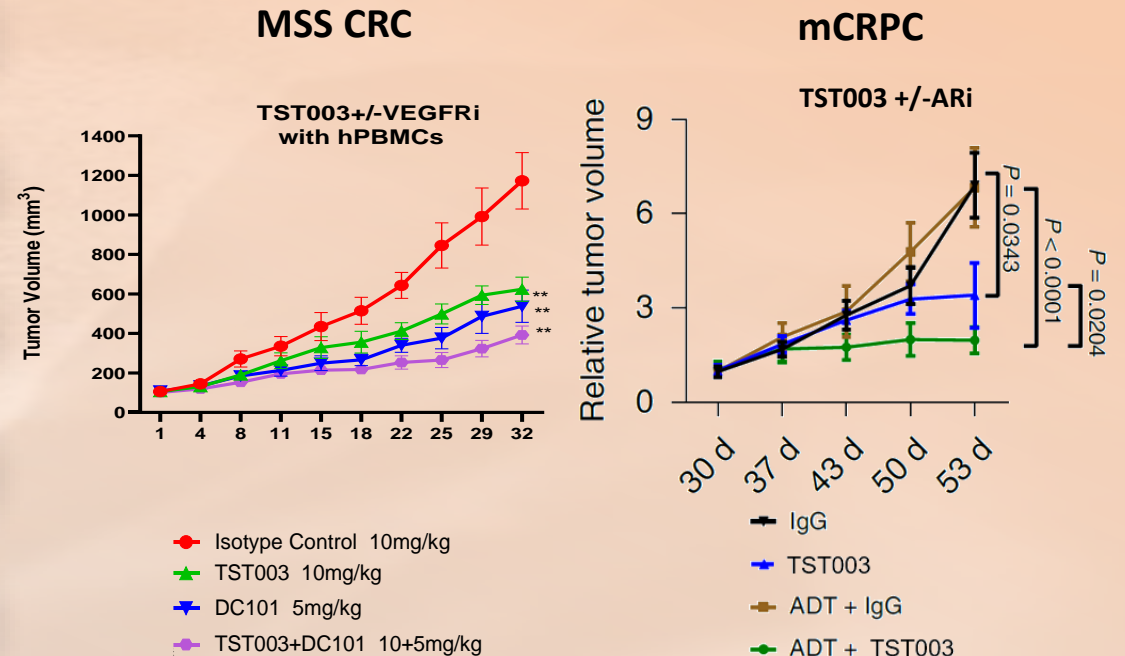 MSS CRC
TST003+/-VEGFRi
with hPBMCs
Tumor Volume (mm3)
1400
1200
1000
800
600
400
200
0
1 4 8 11 15 18 22 25 29 32
**
**
**
Isotype Control 10mg/kg
TST003 10mg/kg
DC101 5mg/kg
TST003+DC101 10+5mg/kg
mCRPC
TST003 +/-ARi
Relative tumor volume
9
6
3
0
30 d 37 d 43 d 50 d 53 d
P = 0.0343
P < 0.0001
P = 0.0204
IgG
TST003
ADT + IgG
ADT + TST003